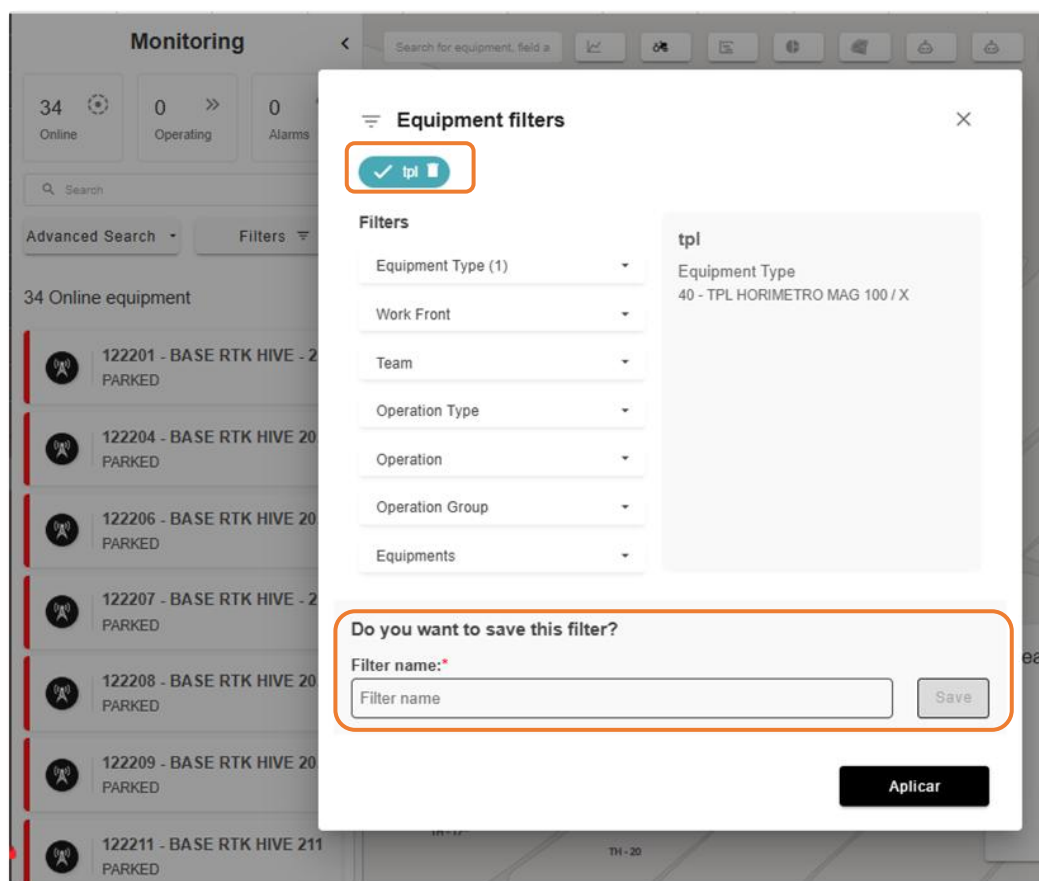 Monitoring
Search for equipment, field a
34
Online
0
Operating
0
Alarms
Search
Advanced Search
Filters
34 Online equipment
122201 - BASE RTK HIVE - 2
PARKED
122204 - BASE RTK HIVE 20
PARKED
122206 - BASE RTK HIVE 20
PARKED
122207 - BASE RTK HIVE - 2
PARKED
122208 - BASE RTK HIVE 20
PARKED
122209 - BASE RTK HIVE 20
PARKED
122211 - BASE RTK HIVE 211
PARKED
Equipment filters
tpl
Filters
Equipment Type (1)
Work Front
Team
Operation Type
Operation
Operation Group
Equipments
tpl
Equipment Type
40 - TPL HORIMETRO MAG 100 / X
Do you want to save this filter?
Filter name:*
Filter name
Save
Aplicar
TH - 20